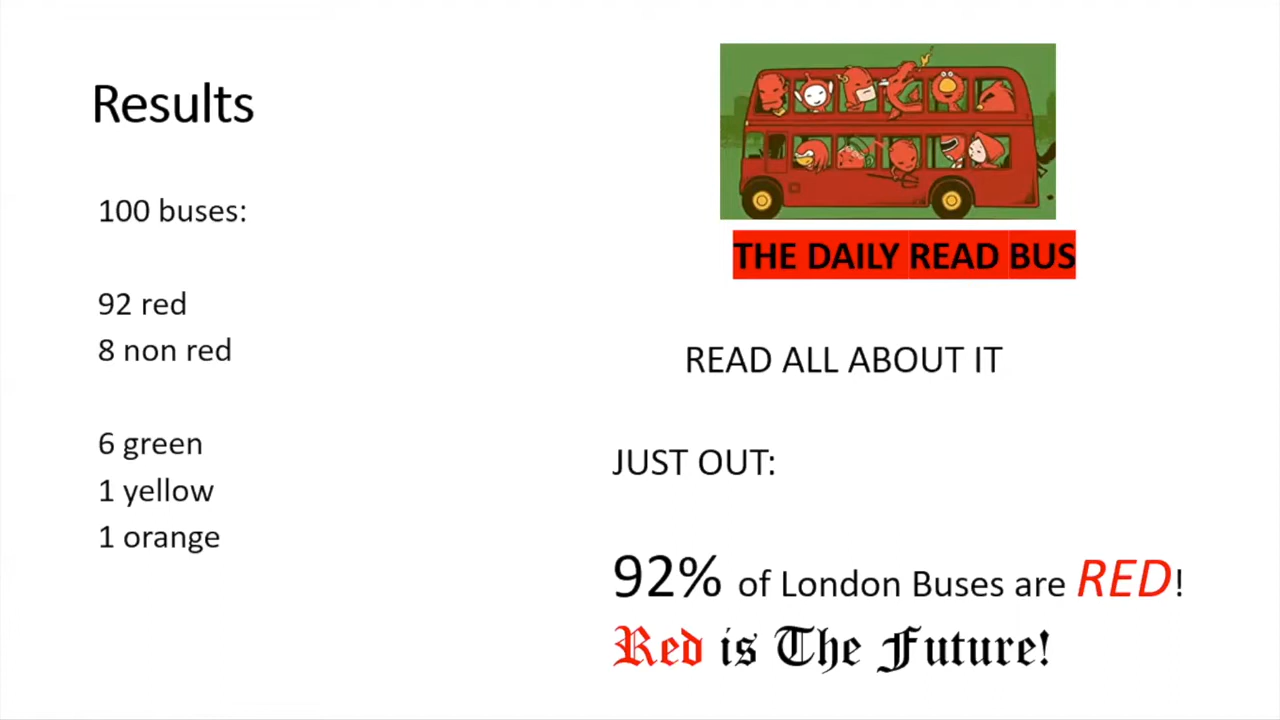 Results
100 buses:
92 red
8 non red
6 green
1 yellow
1 orange
THE DAILY READ BUS
READ ALL ABOUT IT
JUST OUT:
92% of London Buses are RED!
Red is The Future!